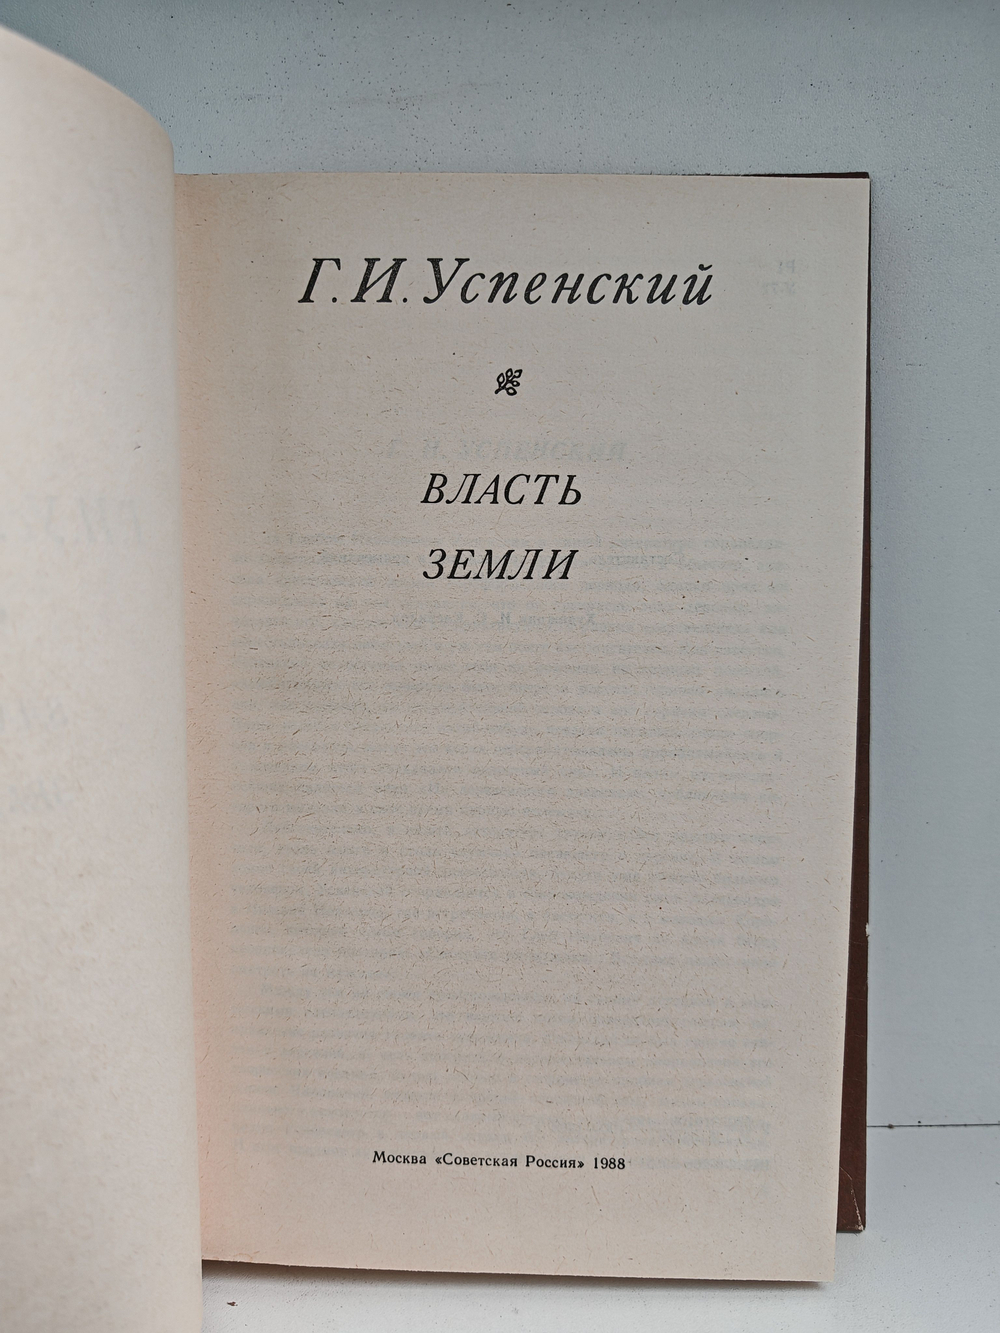 Г. И. Успенский
ВЛАСТЬ
ЗЕМЛИ
Москва «Советская Россия» 1988